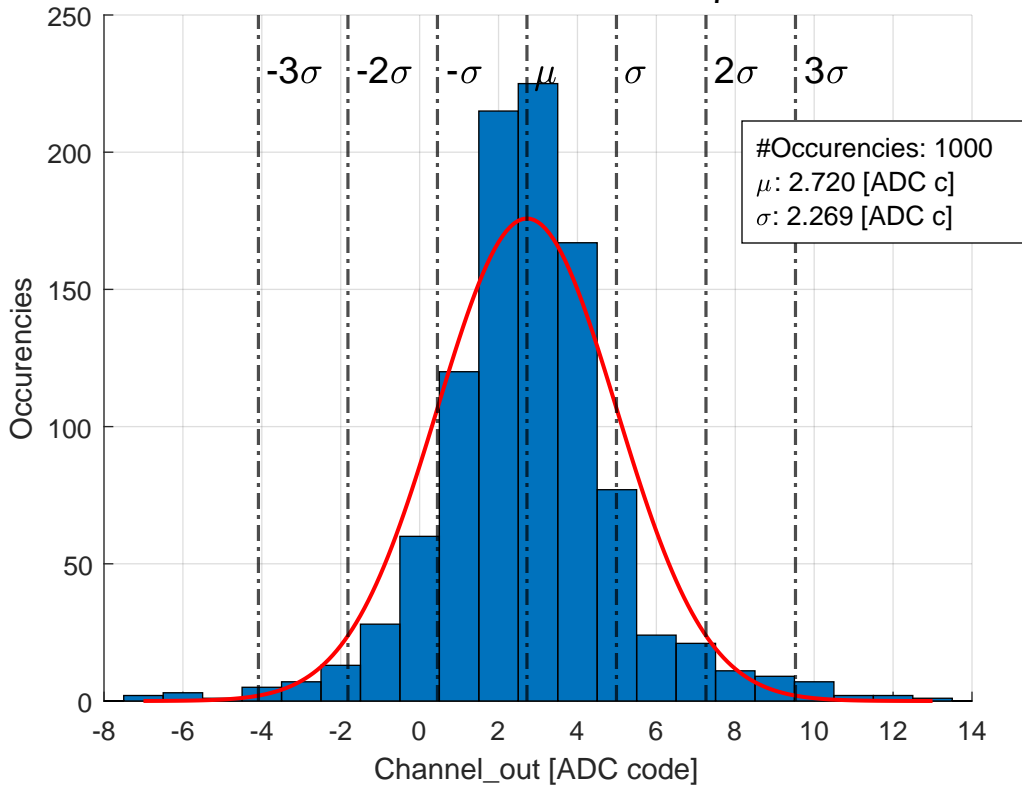 250
200
150
100
50
0
-3σ
-2σ
-σ
μ
σ
2σ
3σ
#Occurencies: 1000
μ: 2.720 [ADC c]
σ: 2.269 [ADC c]
Occurencies
-8
-6
-4
-2
0
2
4
6
8
10
12
14
Channel_out [ADC code]